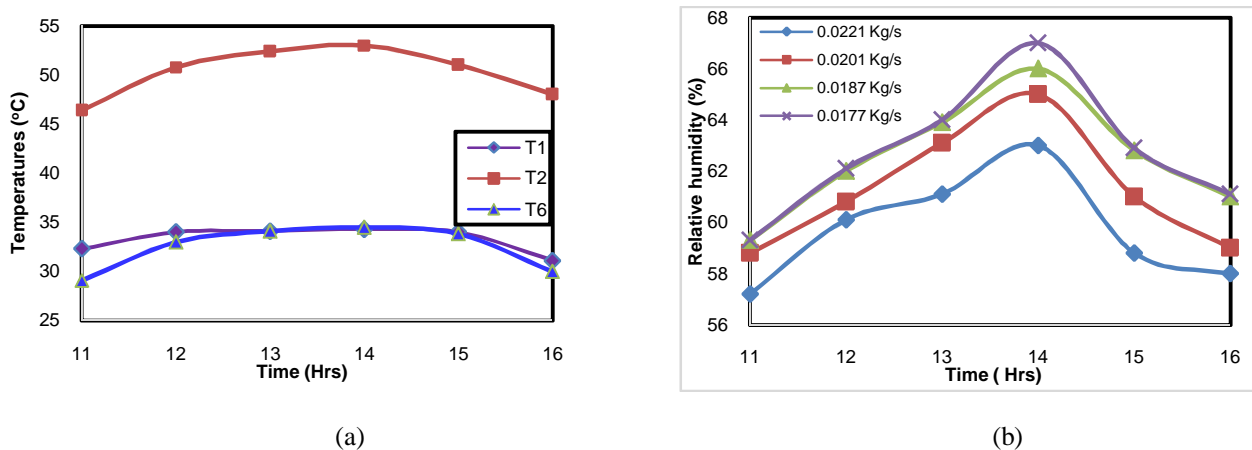 55
50
45
40
35
30
25
Temperatures (ºC)
T1
T2
T6
11 12 13 14 15 16
Time (Hrs)
(a)
68
66
64
62
60
58
56
Relative humidity (%)
0.0221 Kg/s
0.0201 Kg/s
0.0187 Kg/s
0.0177 Kg/s
11 12 13 14 15 16
Time ( Hrs)
(b)